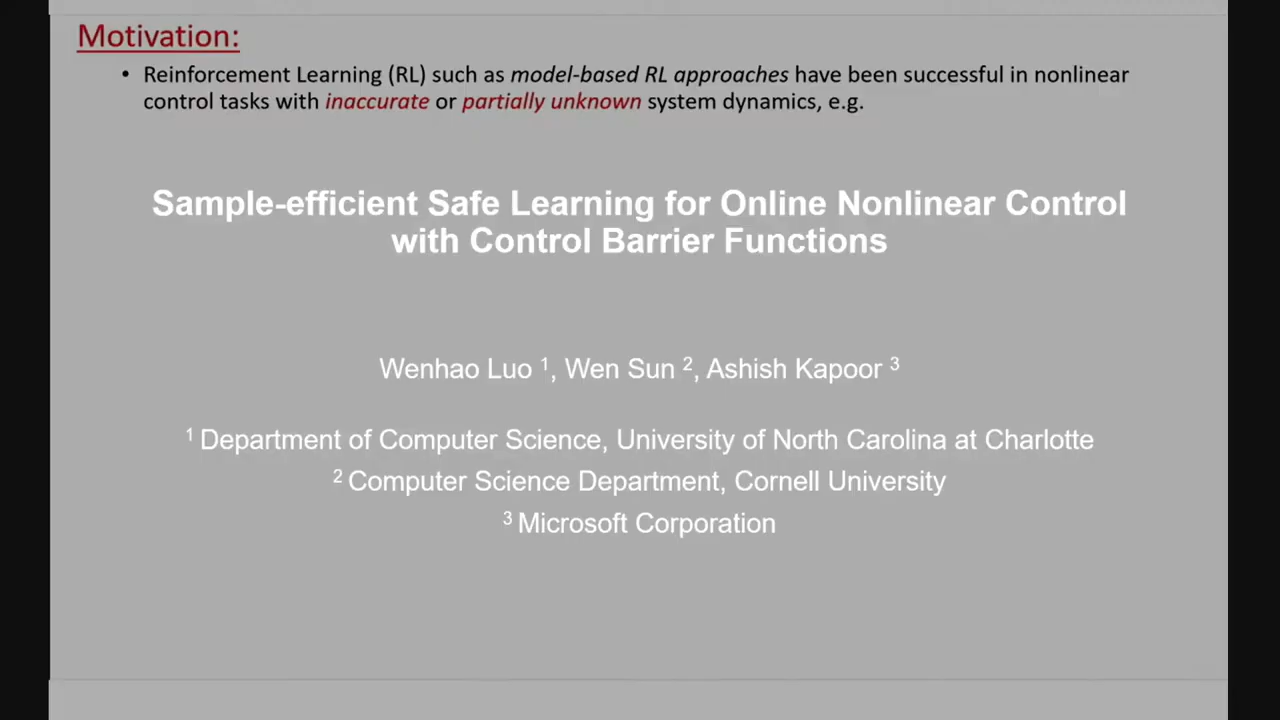 Motivation:
• Reinforcement Learning (RL) such as model-based RL approaches have been successful in nonlinear
control tasks with inaccurate or partially unknown system dynamics, e.g.
Sample-efficient Safe Learning for Online Nonlinear Control
with Control Barrier Functions
Wenhao Luo ¹, Wen Sun ², Ashish Kapoor ³
¹ Department of Computer Science, University of North Carolina at Charlotte
² Computer Science Department, Cornell University
³ Microsoft Corporation